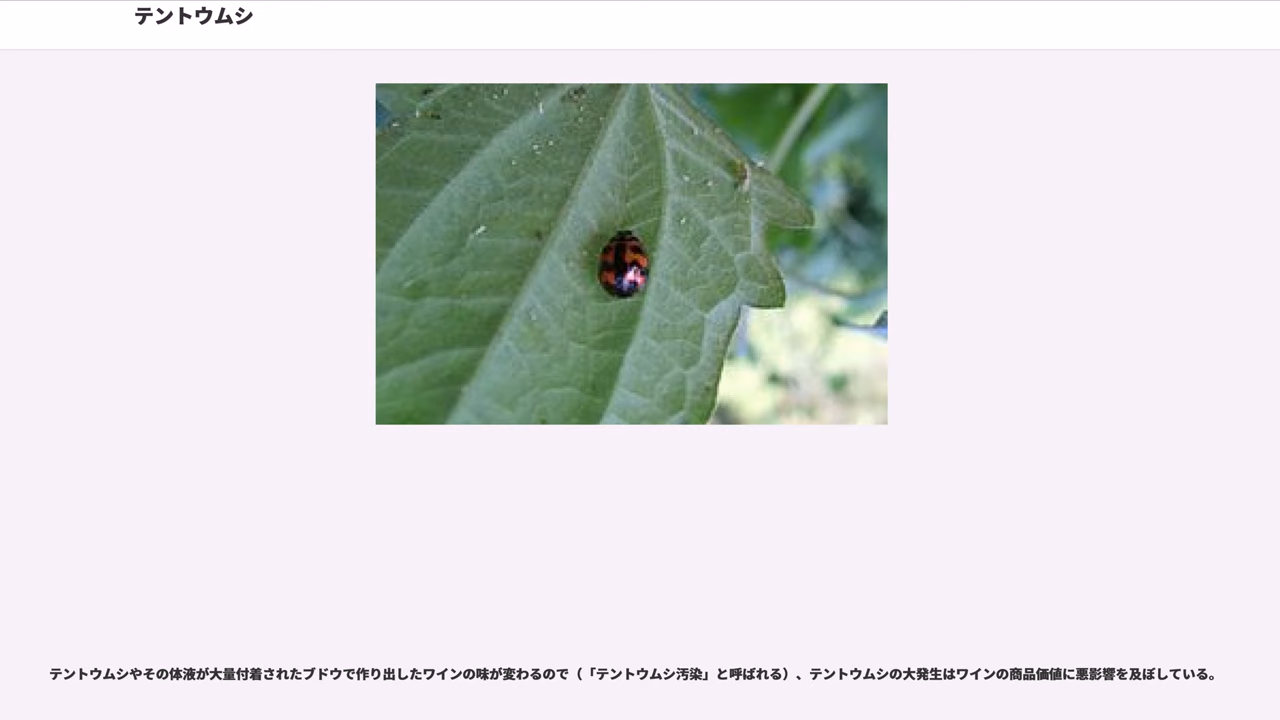 テントウムシ
テントウムシやその体液が大量付着されたブドウで作り出したワインの味が変わるので（「テントウムシ汚染」と呼ばれる）、テントウムシの大発生はワインの商品価値に悪影響を及ぼしている。